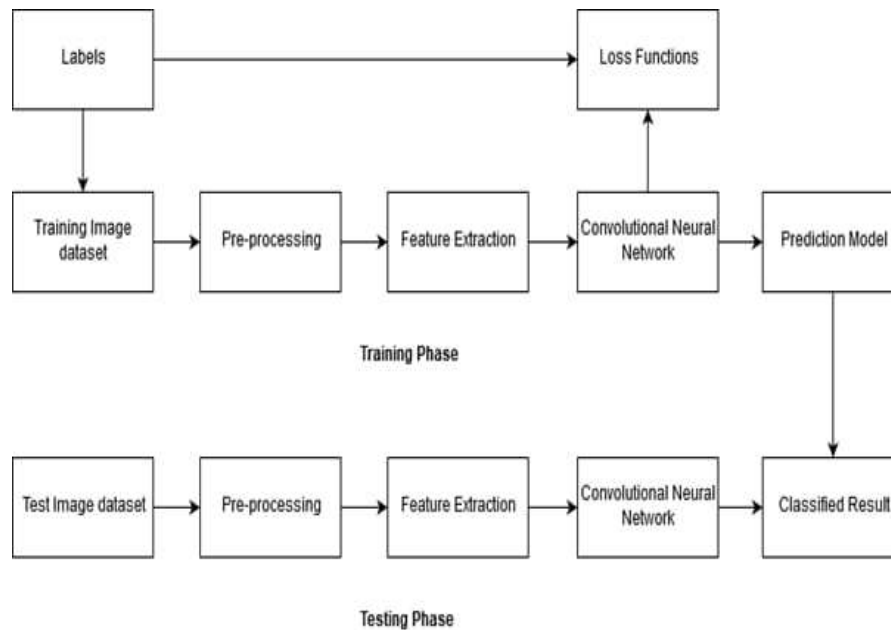 Labels
Loss Functions
Training Image
dataset
Pre-processing
Feature Extraction
Convolutional Neural
Network
Prediction Model
Training Phase
Test Image dataset
Pre-processing
Feature Extraction
Convolutional Neural
Network
Classified Result
Testing Phase